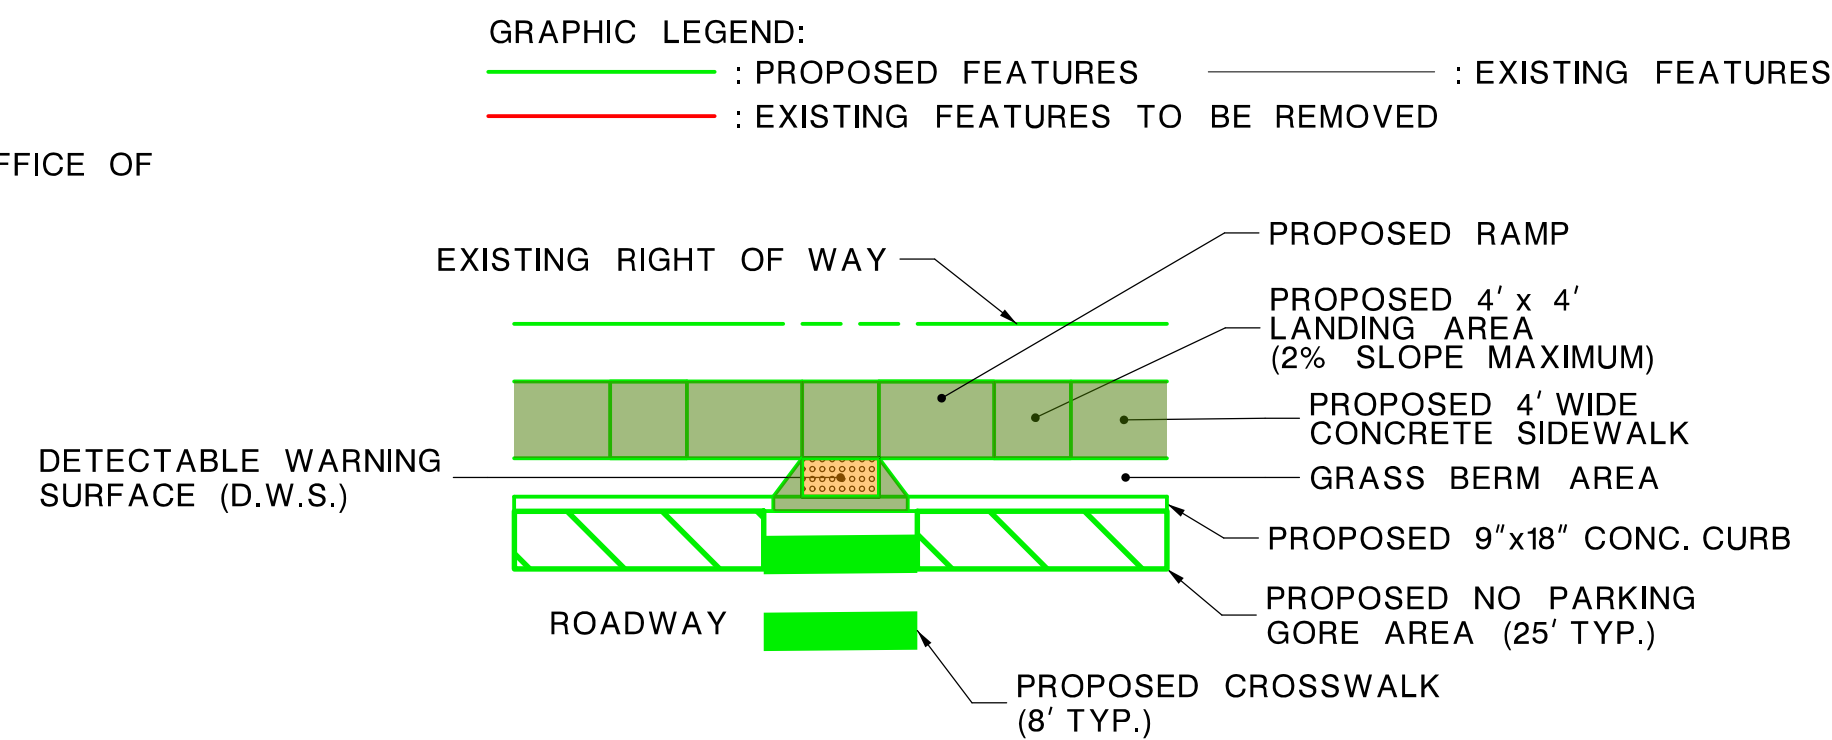 GRAPHIC LEGEND:
: PROPOSED FEATURES : EXISTING FEATURES
: EXISTING FEATURES TO BE REMOVED
FFICE OF
EXISTING RIGHT OF WAY
PROPOSED RAMP
PROPOSED 4' x 4'
LANDING AREA
(2% SLOPE MAXIMUM)
PROPOSED 4' WIDE
CONCRETE SIDEWALK
DETECTABLE WARNING
SURFACE (D.W.S.)
GRASS BERM AREA
PROPOSED 9"x18" CONC. CURB
PROPOSED NO PARKING
GORE AREA (25' TYP.)
ROADWAY
PROPOSED CROSSWALK
(8' TYP.)